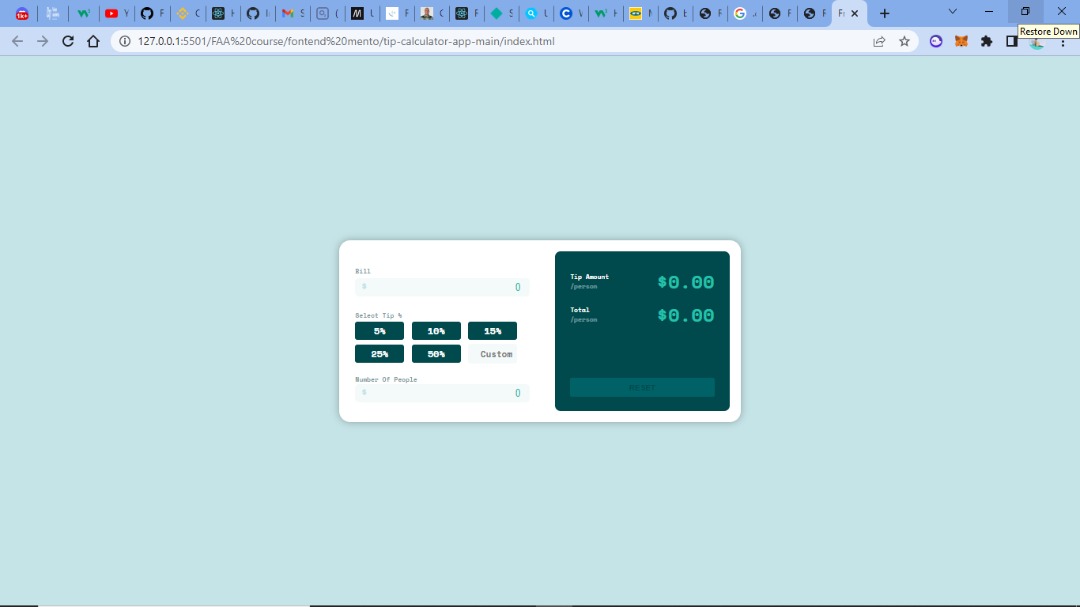 Restore Down
127.0.0.1:5501/FAA%20course/fontend%20mento/tip-calculator-app-main/index.html
Bill
$ 0
Select Tip %
5% 10% 15%
25% 50% Custom
Number Of People
$ 0
Tip Amount
/person
$0.00
Total
/person
$0.00
RESET